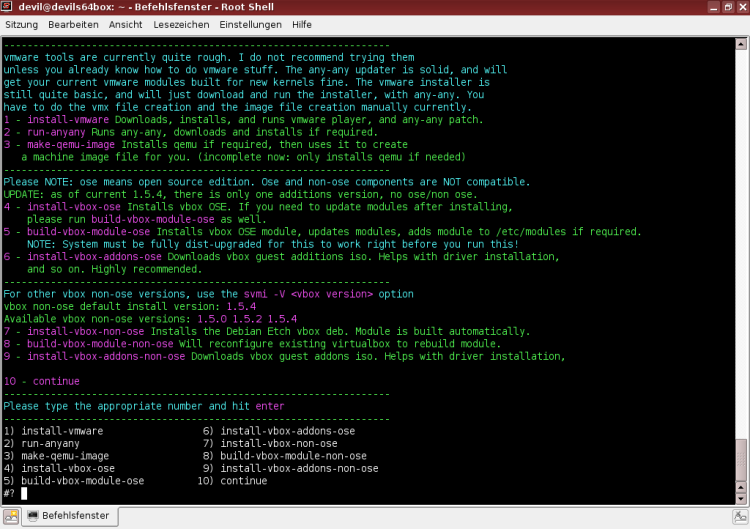 devil@devils64box: ~ - Befehlsfenster - Root Shell
Sitzung Bearbeiten Ansicht Lesezeichen Einstellungen Hilfe
------------------------------------------------------------------
vmware tools are currently quite rough. I do not recommend trying them
unless you already know how to do vmware stuff. The any-any updater is solid, and will
get your current vmware modules built for new kernels fine. The vmware installer is
still quite basic, and will just download and run the installer, with any-any. You
have to do the vmx file creation and the image file creation manually currently.
1 - install-vmware Downloads, installs, and runs vmware player, and any-any patch.
2 - run-anyany Runs any-any, downloads and installs if required.
3 - make-qemu-image Installs qemu if required, then uses it to create
a machine image file for you. (incomplete now: only installs qemu if needed)
------------------------------------------------------------------
Please NOTE: ose means open source edition. Ose and non-ose components are NOT compatible.
UPDATE: as of current 1.5.4, there is only one additions version, no ose/non ose.
4 - install-vbox-ose Installs vbox OSE. If you need to update modules after installing,
please run build-vbox-module-ose as well.
5 - build-vbox-module-ose Installs vbox OSE module, updates modules, adds module to /etc/modules if required.
NOTE: System must be fully dist-upgraded for this to work right before you run this!
6 - install-vbox-addons-ose Downloads vbox guest additions iso. Helps with driver installation,
and so on. Highly recommended.
------------------------------------------------------------------
For other vbox non-ose versions, use the svmi -V <vbox version> option
vbox non-ose default install version: 1.5.4
Available vbox non-ose versions: 1.5.0 1.5.2 1.5.4
7 - install-vbox-non-ose Installs the Debian Etch vbox deb. Module is built automatically.
8 - build-vbox-module-non-ose Will reconfigure existing virtualbox to rebuild module.
9 - install-vbox-addons-non-ose Downloads vbox guest addons iso. Helps with driver installation,
10 - continue
------------------------------------------------------------------
Please type the appropriate number and hit enter
------------------------------------------------------------------
1) install-vmware 6) install-vbox-addons-ose
2) run-anyany 7) install-vbox-non-ose
3) make-qemu-image 8) build-vbox-module-non-ose
4) install-vbox-ose 9) install-vbox-addons-non-ose
5) build-vbox-module-ose 10) continue
#?
Befehlsfenster